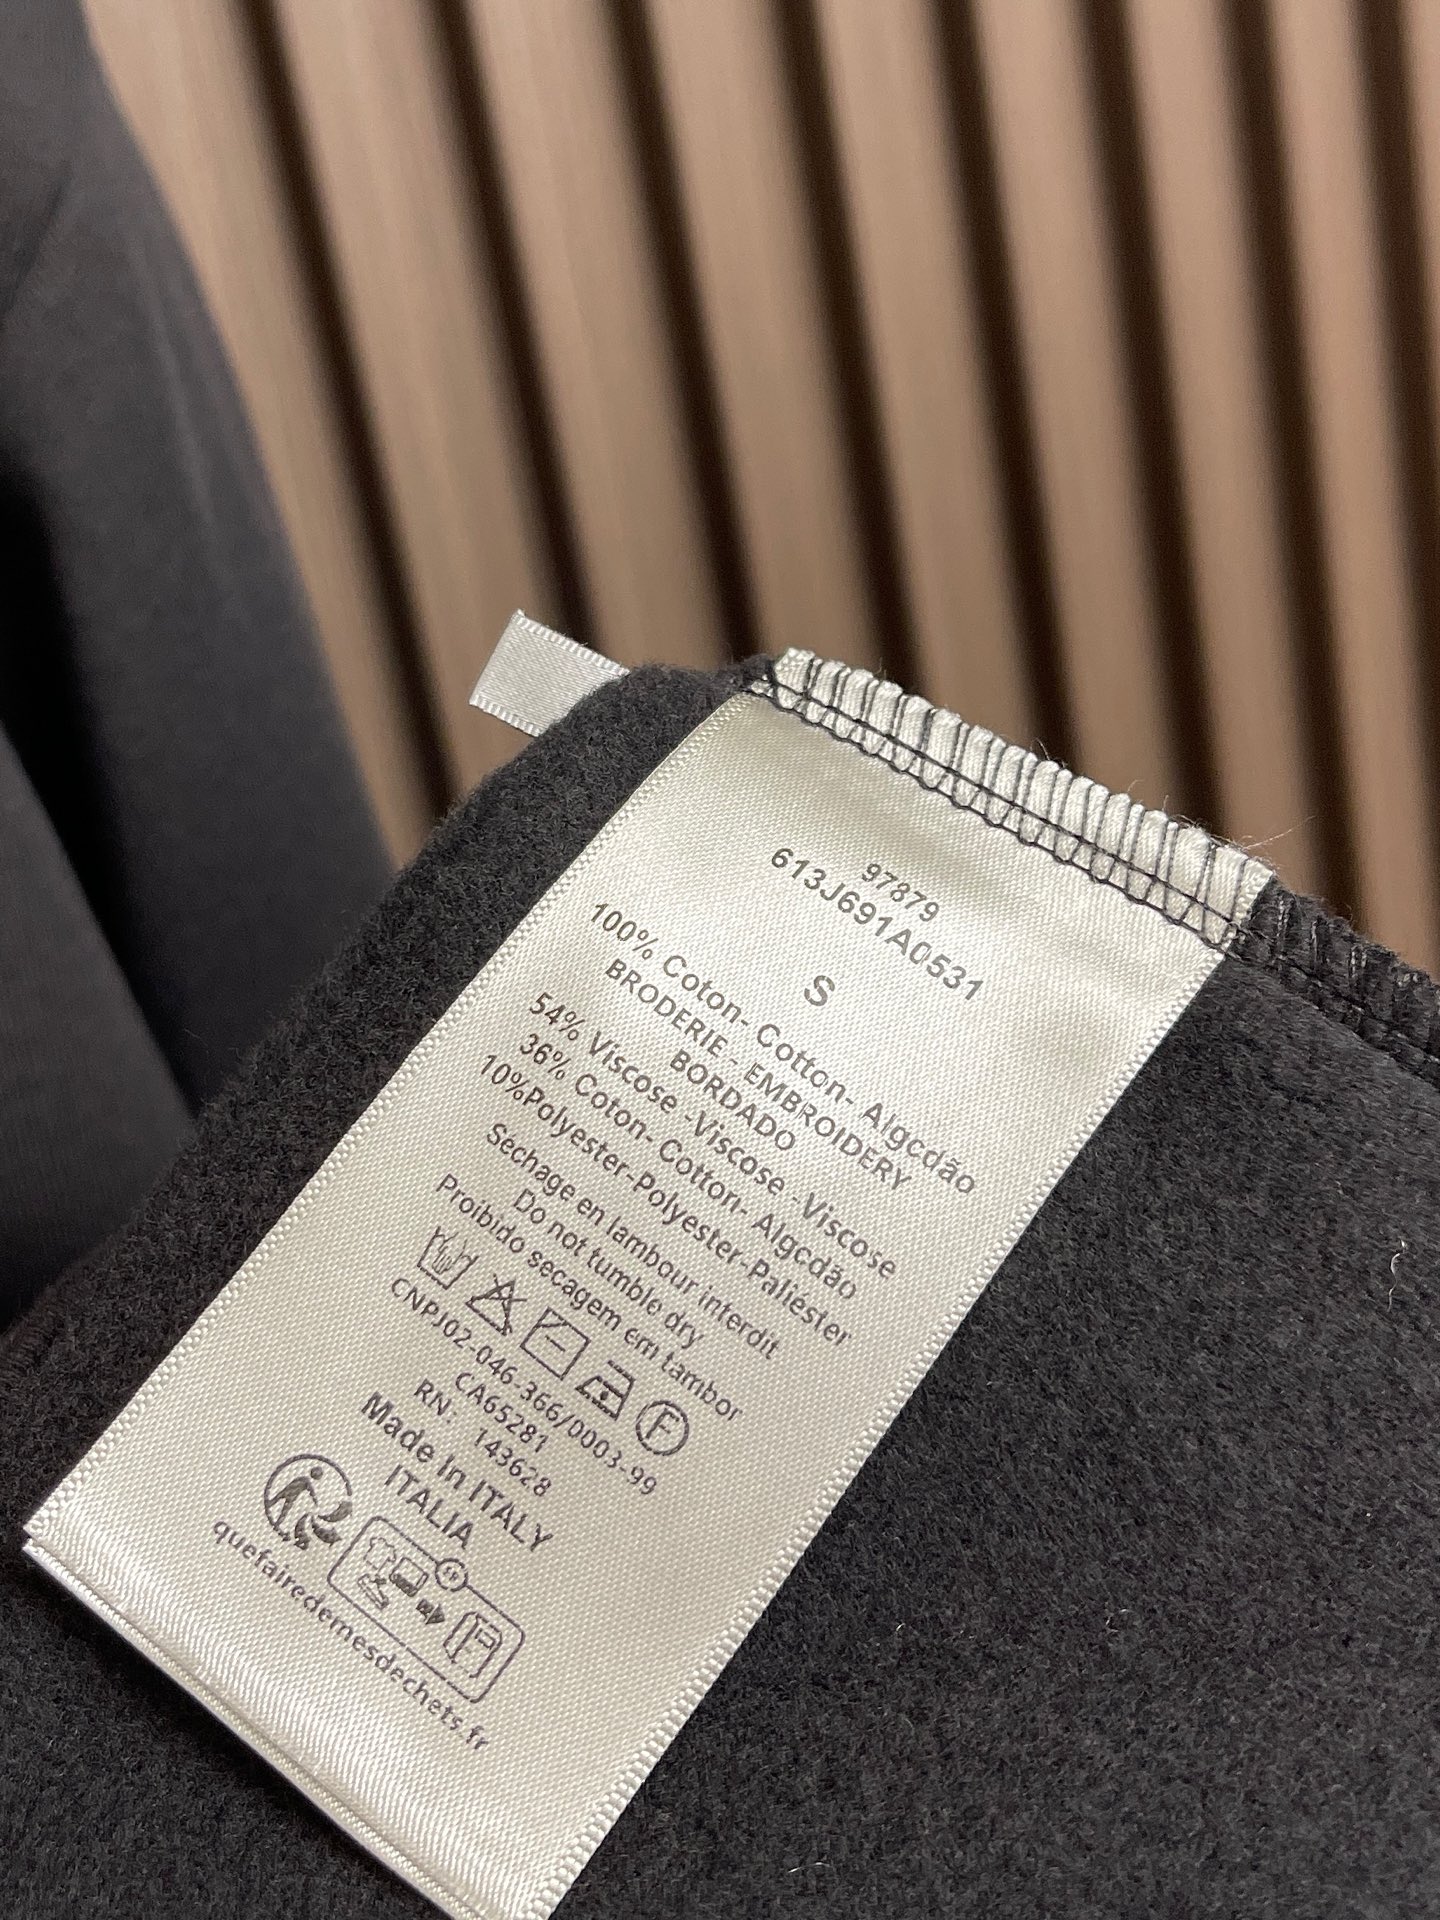 97879
613J691A0531
S
100% Coton- Cotton- Algcdão
BRODERIE - EMBROIDERY
BORDADO
54% Viscose -Viscose -Viscose
36% Coton- Cotton- Algcdão
10%Polyester-Polyester-Paliéster
Sechage en lambour interdit
Do not tumble dry
Proibido secagem em tambor
F
CNPJ02-046-366/0003-99
CA65281
RN: 143628
Made in ITALY
ITALIA
quefairedemesdechets.fr